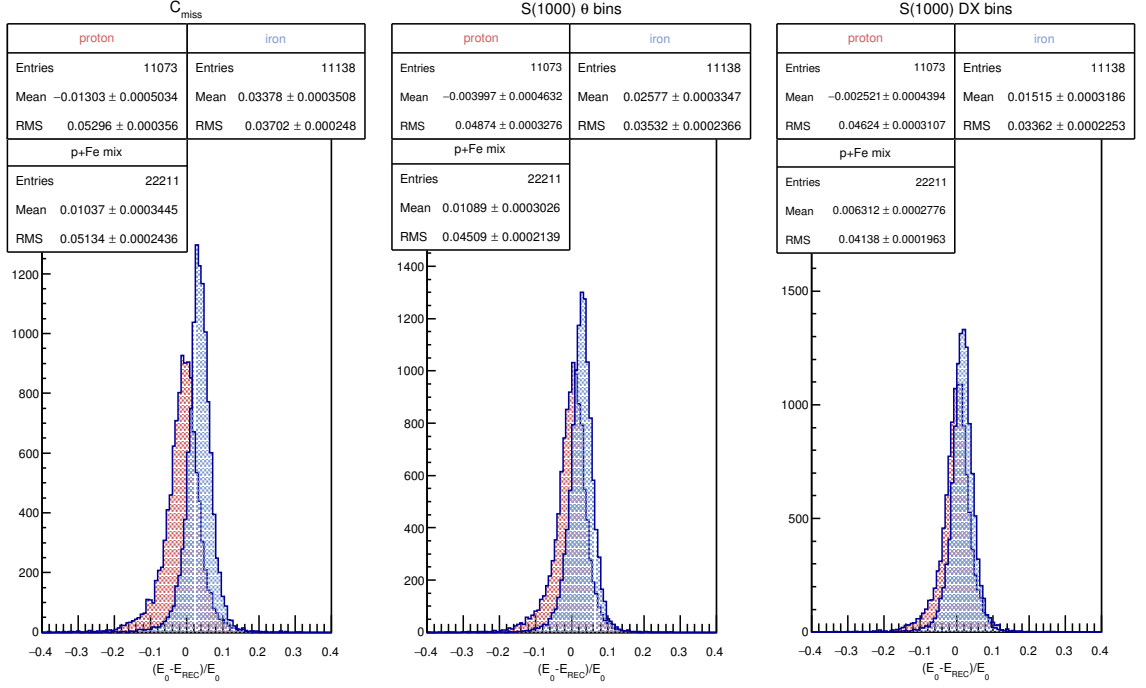 C_miss
proton iron
Entries 11073 Entries 11138
Mean −0.01303 ± 0.0005034 Mean 0.03378 ± 0.0003508
RMS 0.05296 ± 0.000356 RMS 0.03702 ± 0.000248
p+Fe mix
Entries 22211
Mean 0.01037 ± 0.0003445
RMS 0.05134 ± 0.0002436
1200
1000
800
600
400
200
0
−0.4 −0.3 −0.2 −0.1 0 0.1 0.2 0.3 0.4
(E_0-E_REC)/E_0
S(1000) θ bins
proton iron
Entries 11073 Entries 11138
Mean −0.003997 ± 0.0004632 Mean 0.02577 ± 0.0003347
RMS 0.04874 ± 0.0003276 RMS 0.03532 ± 0.0002366
p+Fe mix
Entries 22211
Mean 0.01089 ± 0.0003026
RMS 0.04509 ± 0.0002139
1400
1200
1000
800
600
400
200
0
−0.4 −0.3 −0.2 −0.1 0 0.1 0.2 0.3 0.4
(E_0-E_REC)/E_0
S(1000) DX bins
proton iron
Entries 11073 Entries 11138
Mean −0.002521 ± 0.0004394 Mean 0.01515 ± 0.0003186
RMS 0.04624 ± 0.0003107 RMS 0.03362 ± 0.0002253
p+Fe mix
Entries 22211
Mean 0.006312 ± 0.0002776
RMS 0.04138 ± 0.0001963
1500
1000
500
0
−0.4 −0.3 −0.2 −0.1 0 0.1 0.2 0.3 0.4
(E_0-E_REC)/E_0